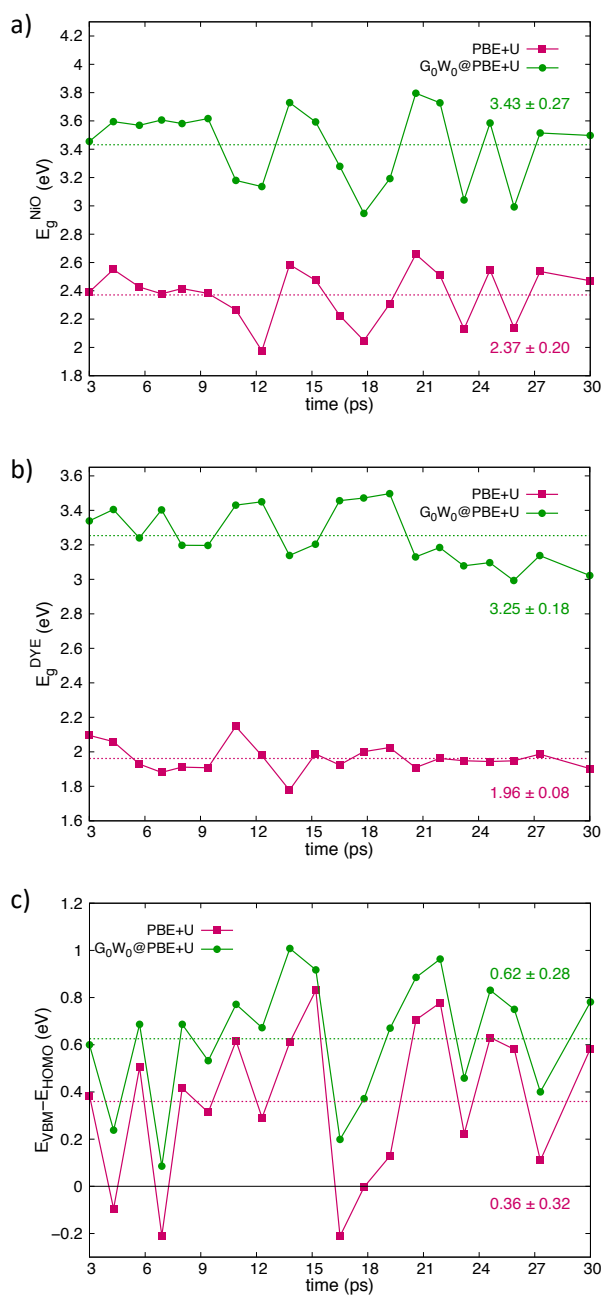 a)
4.2
4
3.8
3.6
3.4
3.2
3
2.8
2.6
2.4
2.2
2
1.8
E_g^NiO (eV)
PBE+U
G₀W₀@PBE+U
3.43 ± 0.27
2.37 ± 0.20
3 6 9 12 15 18 21 24 27 30
time (ps)
b)
3.6
3.4
3.2
3
2.8
2.6
2.4
2.2
2
1.8
1.6
E_g^DYE (eV)
PBE+U
G₀W₀@PBE+U
3.25 ± 0.18
1.96 ± 0.08
3 6 9 12 15 18 21 24 27 30
time (ps)
c)
1.2
1
0.8
0.6
0.4
0.2
0
−0.2
E_VBM−E_HOMO (eV)
PBE+U
G₀W₀@PBE+U
0.62 ± 0.28
0.36 ± 0.32
3 6 9 12 15 18 21 24 27 30
time (ps)